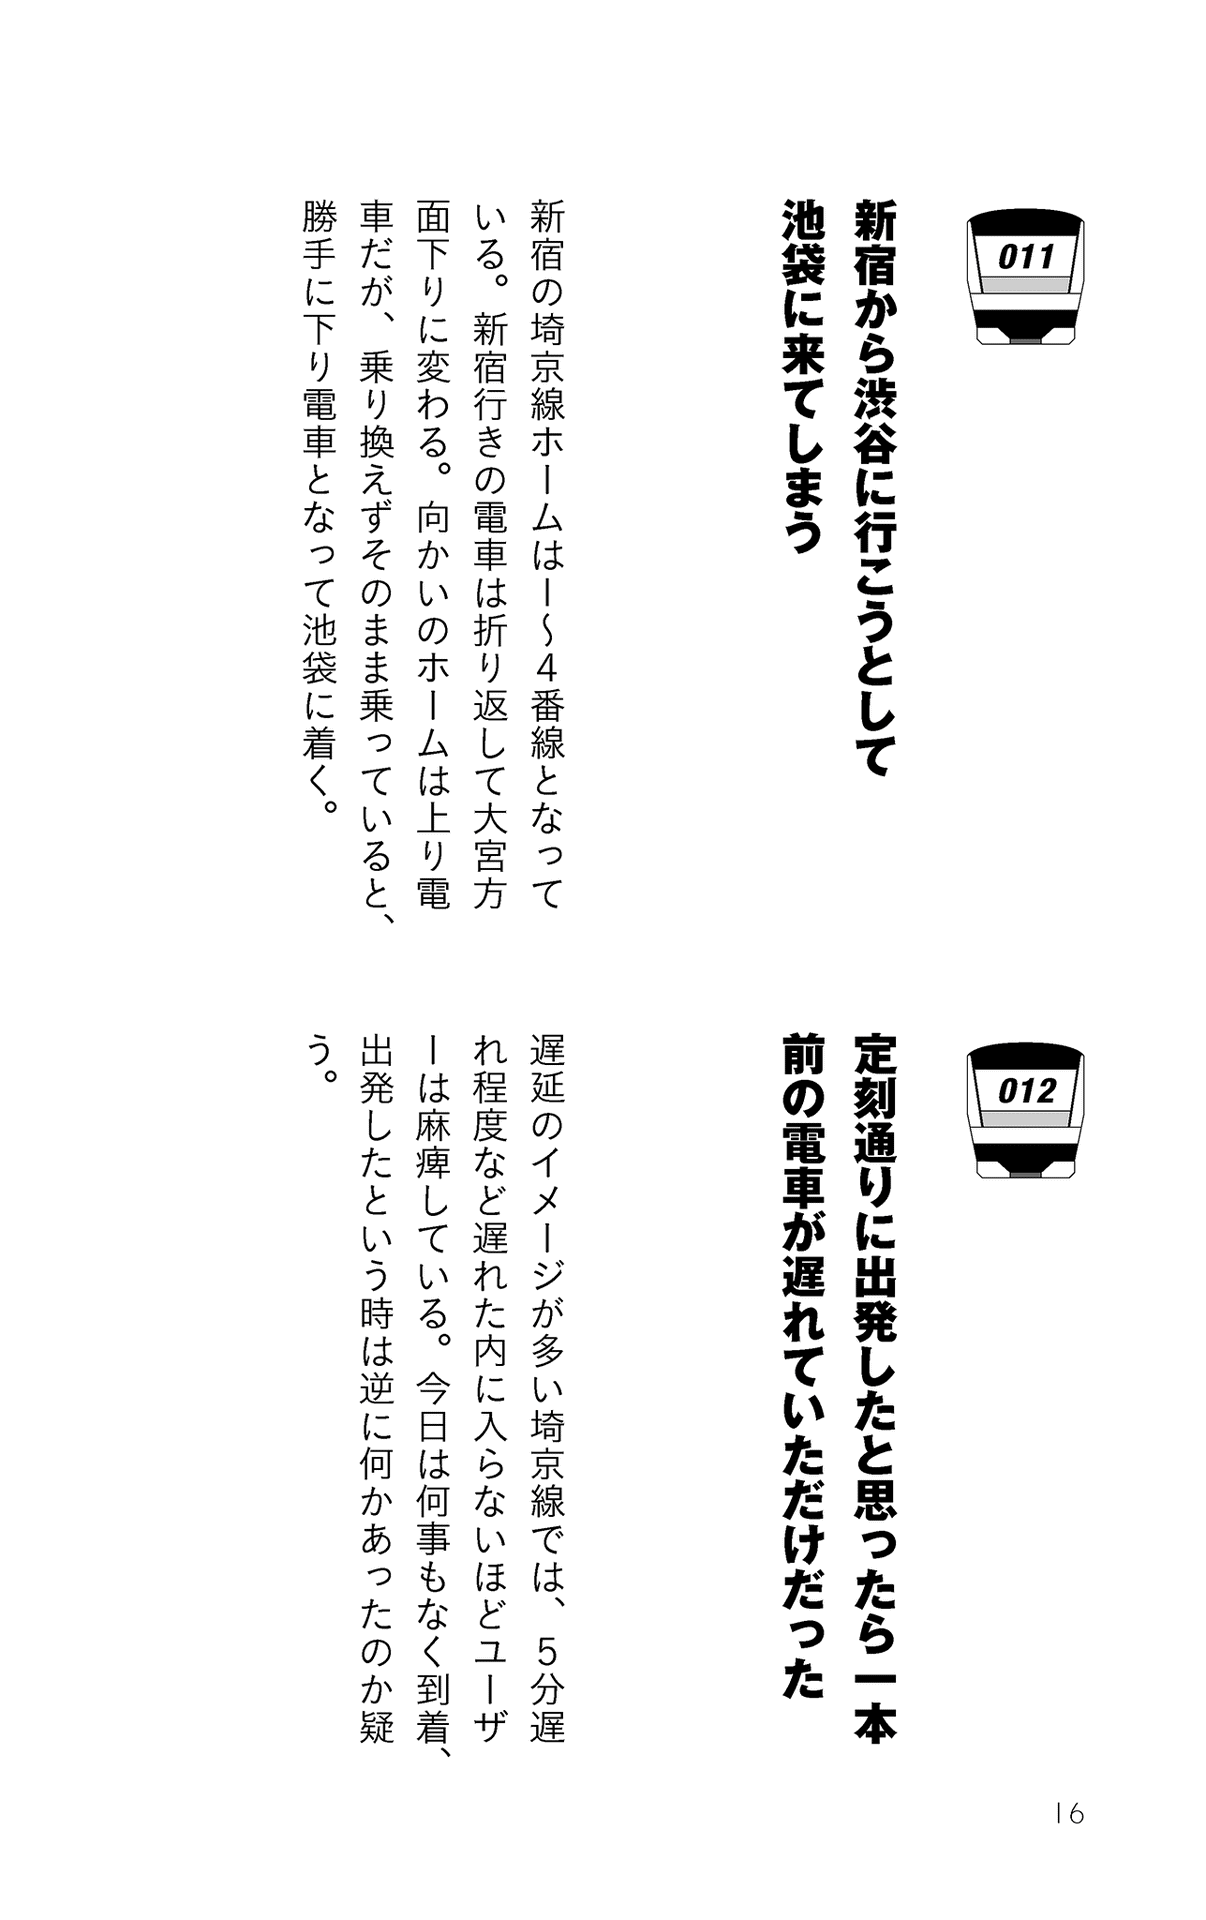 011
新宿から渋谷に行こうとして
池袋に来てしまう
新宿の埼京線ホームは1〜4番線となって
いる。新宿行きの電車は折り返して大宮方
面下りに変わる。向かいのホームは上り電
車だが、乗り換えずそのまま乗っていると、
勝手に下り電車となって池袋に着く。
012
定刻通りに出発したと思ったら一本
前の電車が遅れていただけだった
遅延のイメージが多い埼京線では、5分遅
れ程度など遅れた内に入らないほどユーザ
ーは麻痺している。今日は何事もなく到着、
出発したという時は逆に何かあったのか疑
う。
16